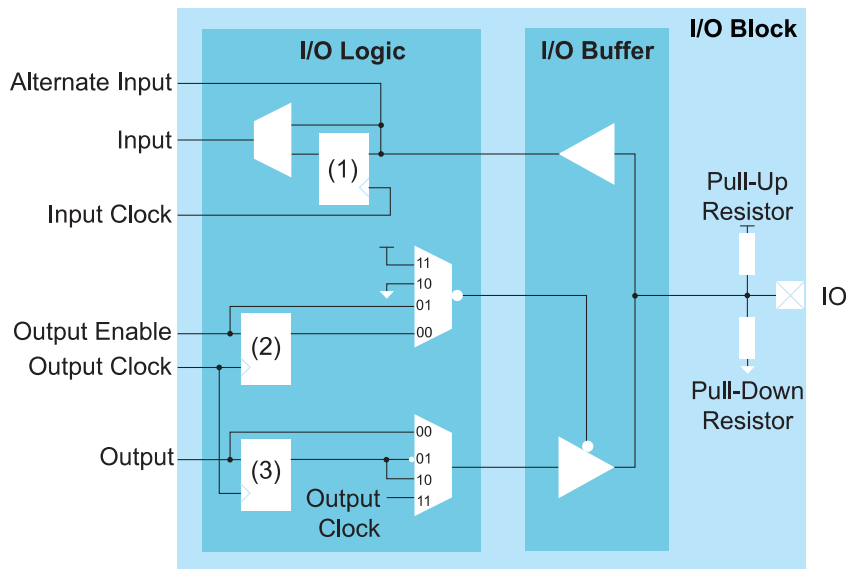 I/O Block
I/O Logic
I/O Buffer
Alternate Input
Input
(1)
Input Clock
Pull-Up
Resistor
11
10
01
00
Output Enable
(2)
Output Clock
IO
Pull-Down
Resistor
Output
(3)
00
01
10
11
Output
Clock